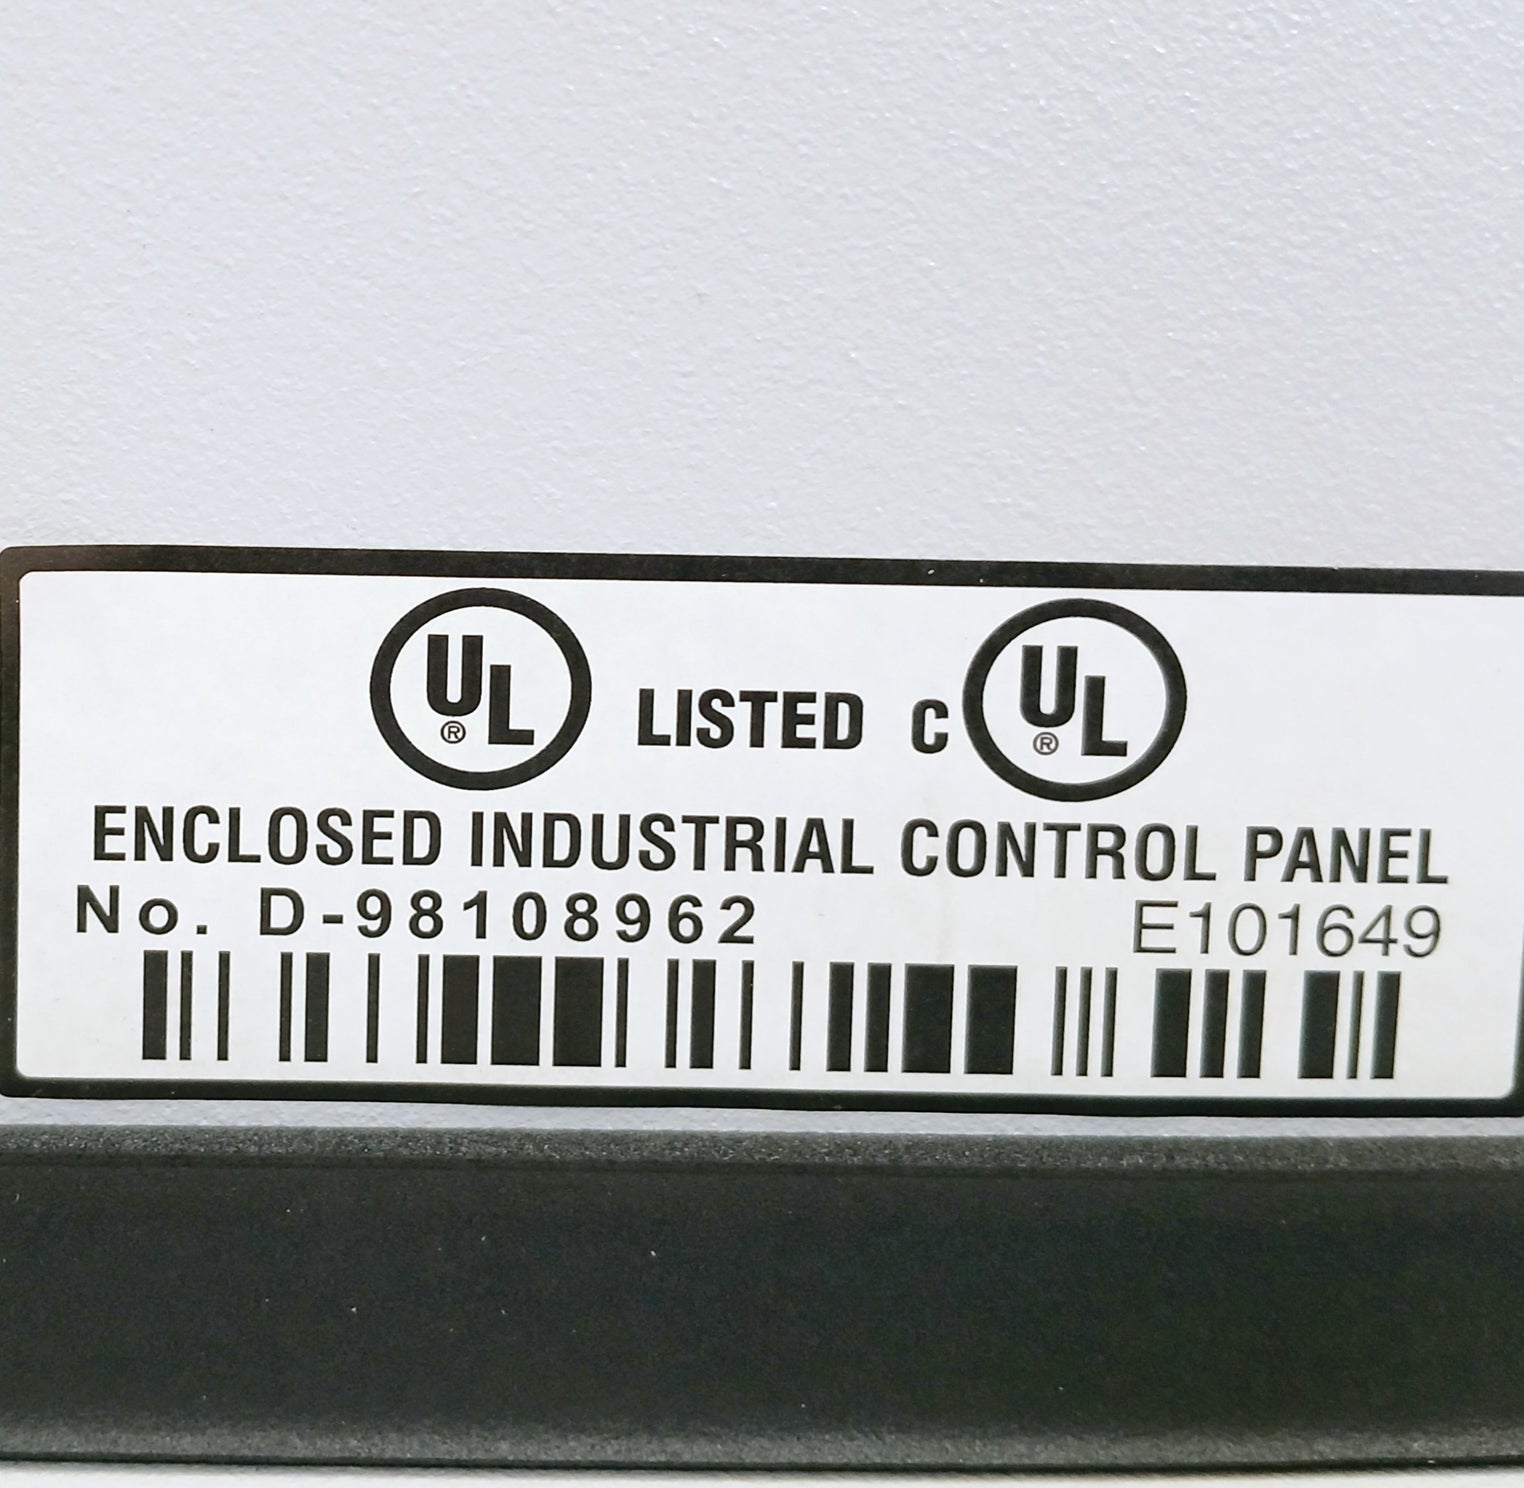 UL® LISTED C UL®
ENCLOSED INDUSTRIAL CONTROL PANEL
No. D-98108962 E101649